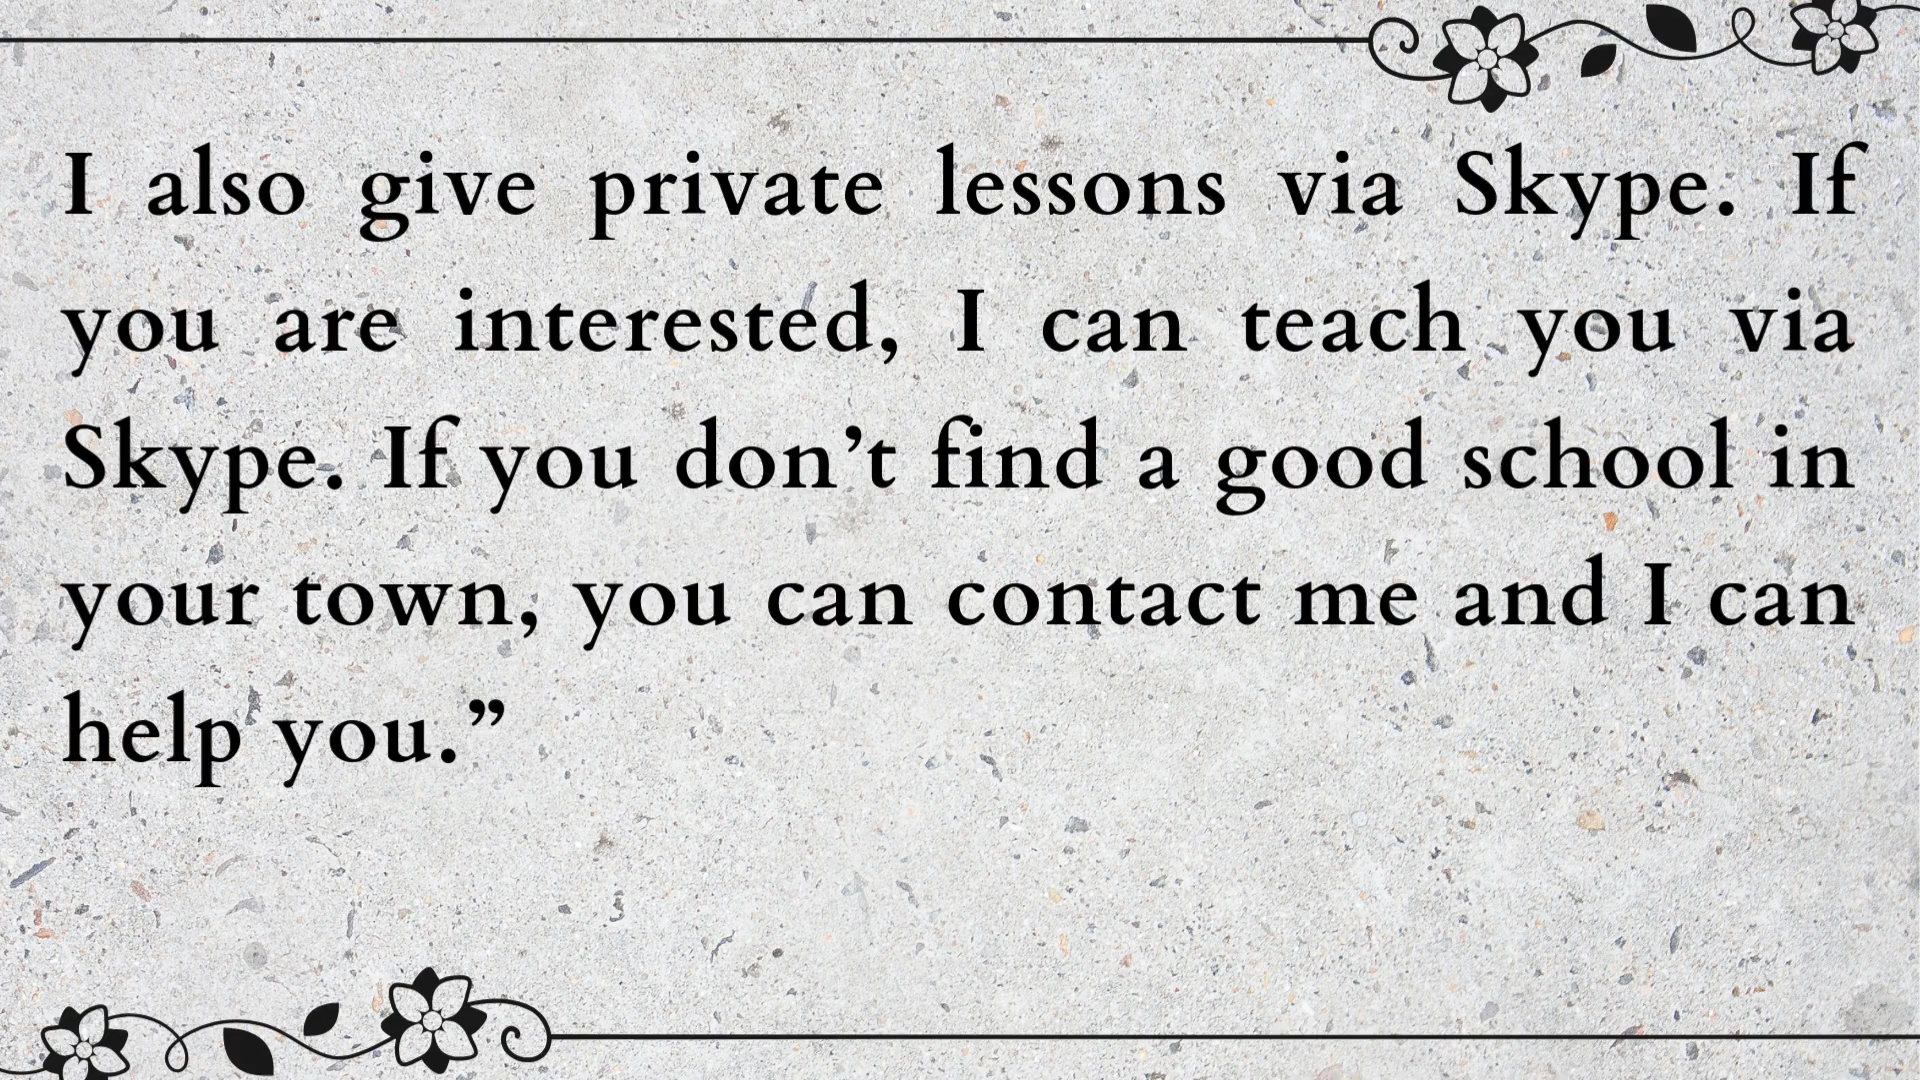 I also give private lessons via Skype. If
you are interested, I can teach you via
Skype. If you don’t find a good school in
your town, you can contact me and I can
help you.”